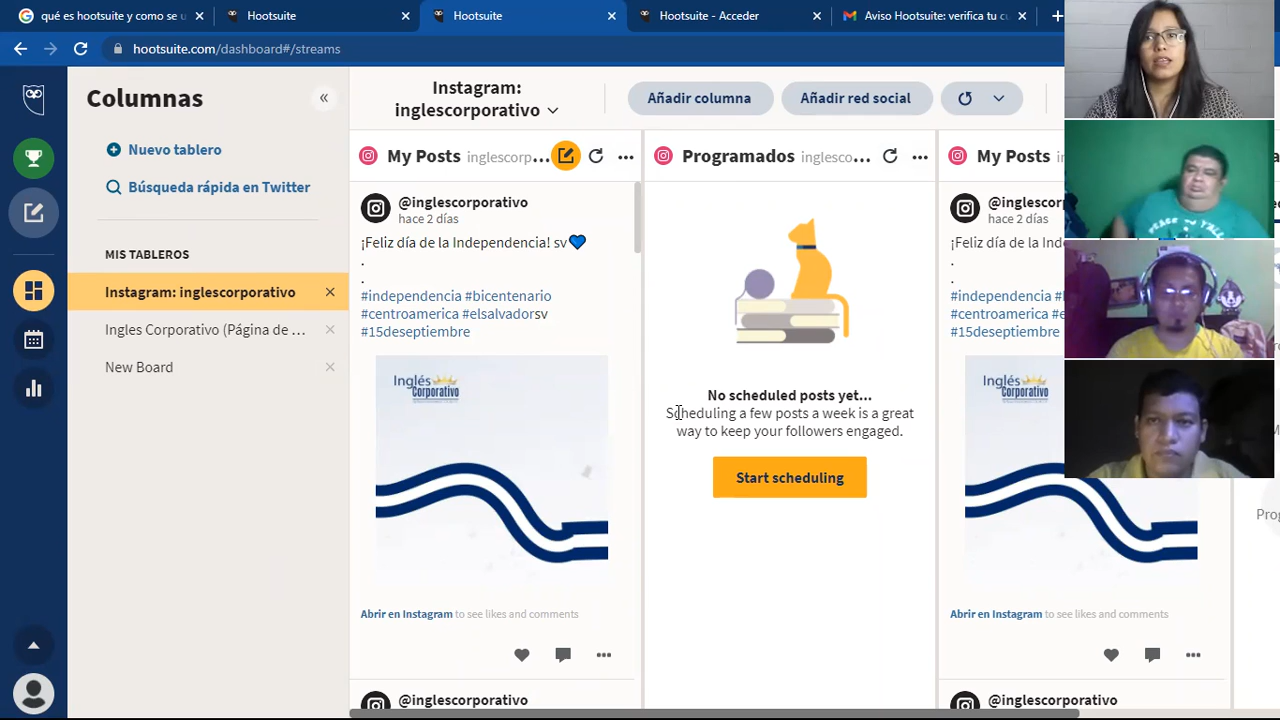 qué es hootsuite y como se u
Hootsuite
Hootsuite
Hootsuite - Acceder
Aviso Hootsuite: verifica tu c
hootsuite.com/dashboard#/streams
Columnas
Nuevo tablero
Búsqueda rápida en Twitter
MIS TABLEROS
Instagram: inglescorporativo
Ingles Corporativo (Página de ...
New Board
Instagram:
inglescorporativo
Añadir columna
Añadir red social
My Posts inglescorp...
@inglescorporativo
hace 2 días
¡Feliz día de la Independencia! sv💙
.
.
#independencia #bicentenario
#centroamerica #elsalvadorsv
#15deseptiembre
Inglés
Corporativo
Abrir en Instagram to see likes and comments
@inglescorporativo
Programados inglesco...
No scheduled posts yet...
Scheduling a few posts a week is a great
way to keep your followers engaged.
Start scheduling
My Posts
@inglescorporativo
hace 2 días
¡Feliz día de la Ind
.
.
#independencia #b
#centroamerica #e
#15deseptiembre
Inglés
Corporativo
Abrir en Instagram to see likes and comments
@inglescorporativo
Prog